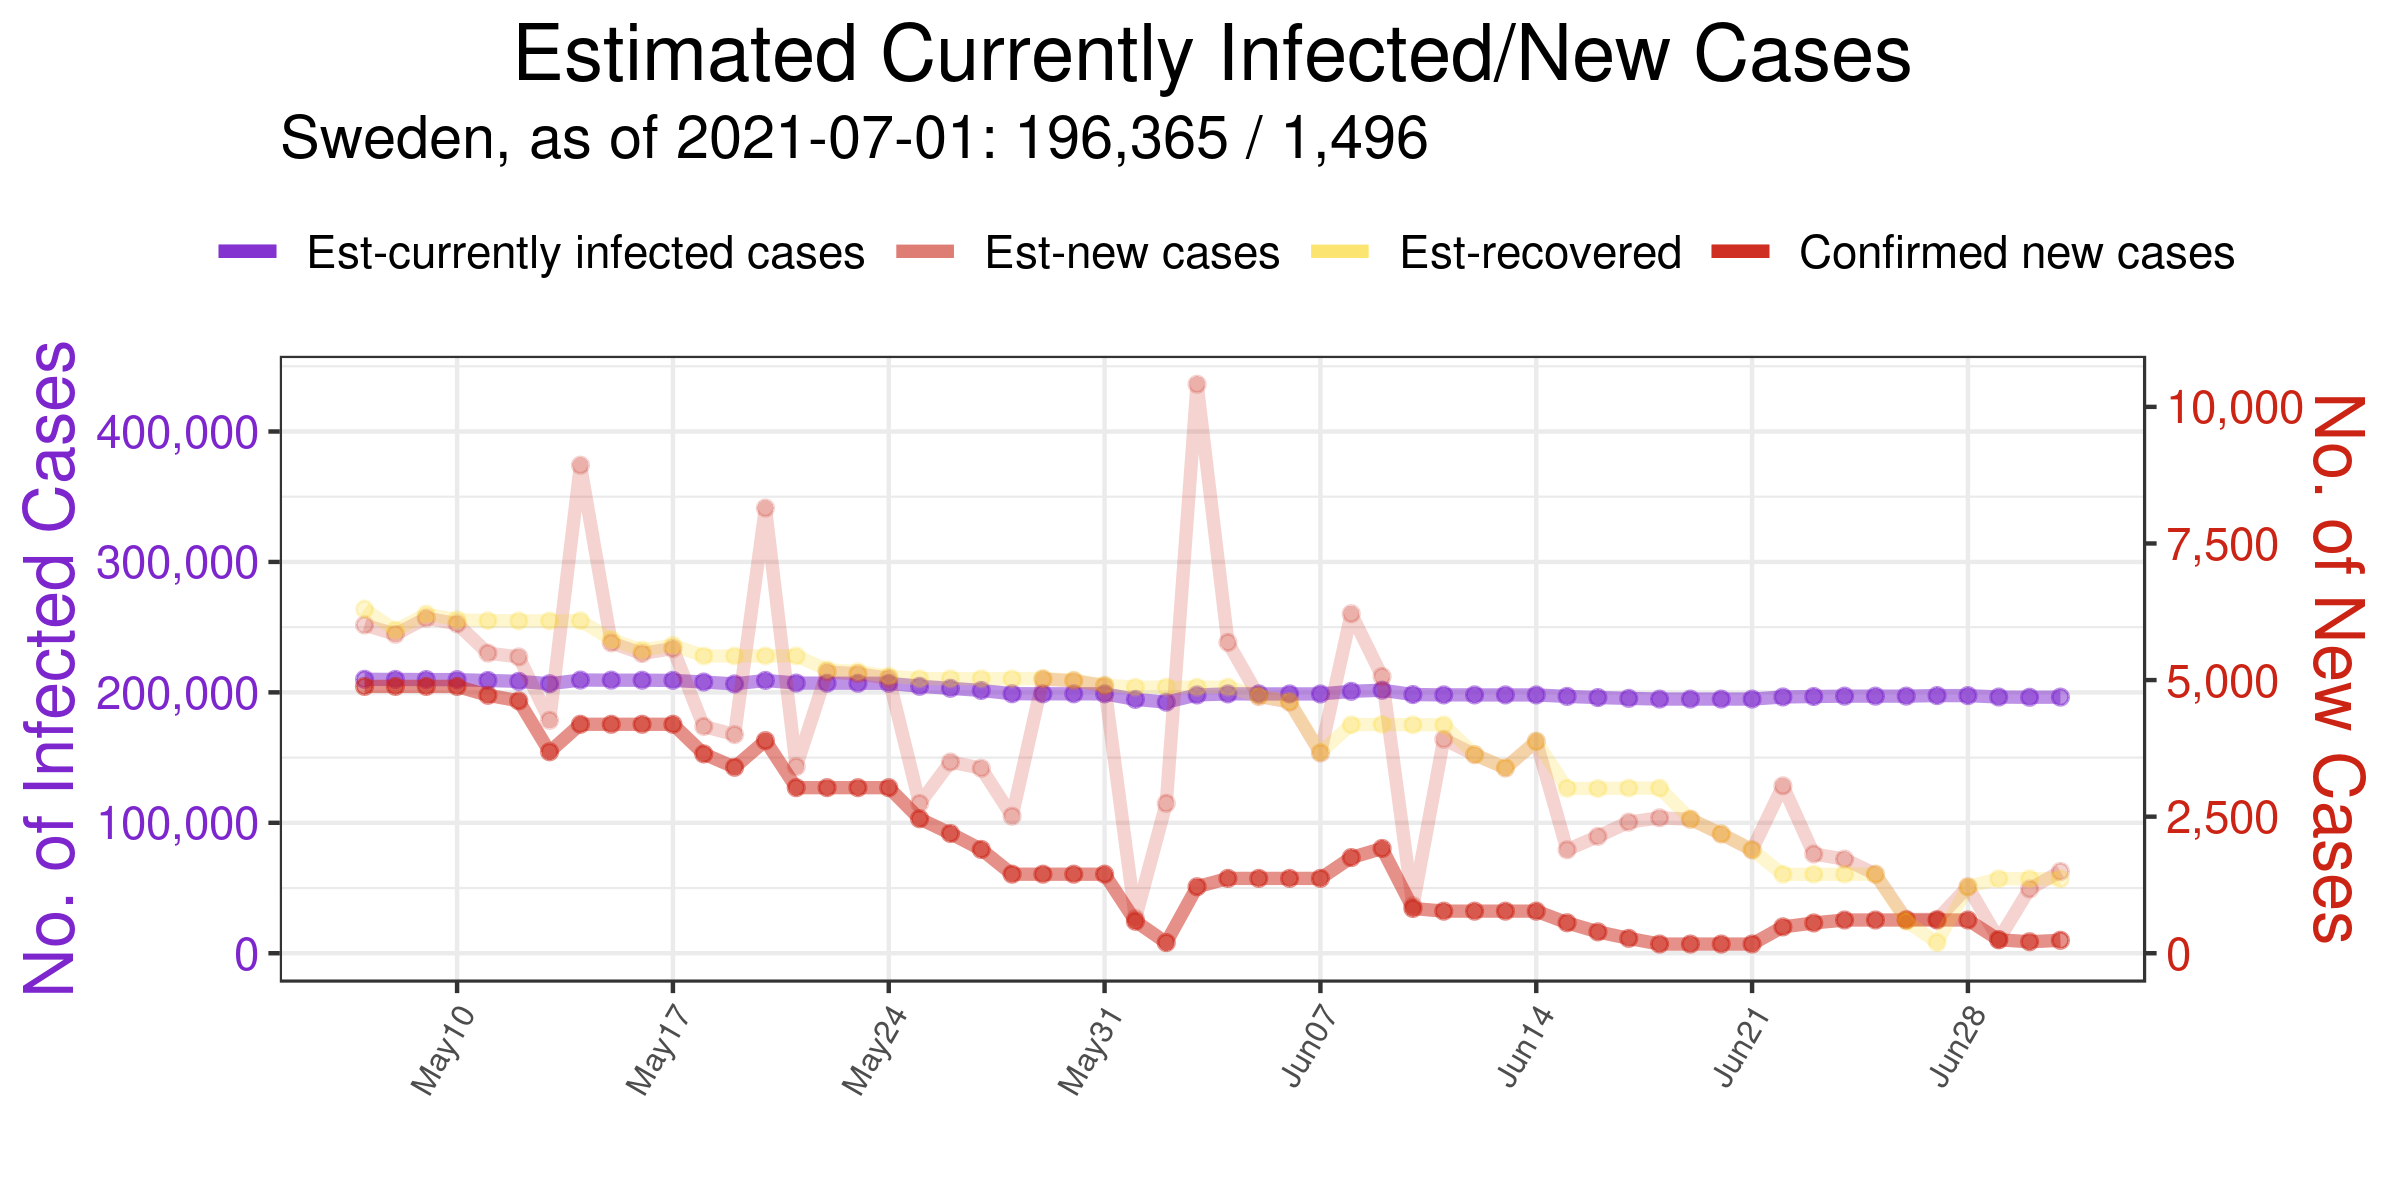 Estimated Currently Infected/New Cases
Sweden, as of 2021-07-01: 196,365 / 1,496
Est-currently infected cases Est-new cases Est-recovered Confirmed new cases
No. of Infected Cases
400,000
300,000
200,000
100,000
0
10,000
7,500
5,000
2,500
0
No. of New Cases
May10 May17 May24 May31 Jun07 Jun14 Jun21 Jun28